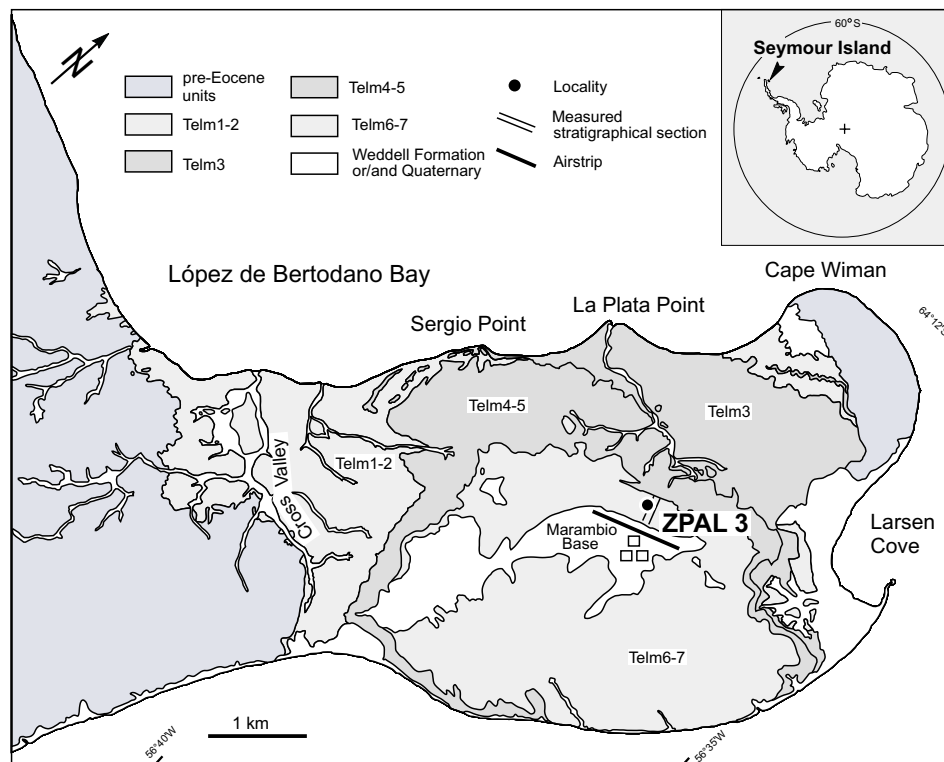 N
pre-Eocene
units
Telm1-2
Telm3
Telm4-5
Telm6-7
Weddell Formation
or/and Quaternary
Locality
Measured
stratigraphical section
Airstrip
60°S
Seymour Island
López de Bertodano Bay
Sergio Point
La Plata Point
Cape Wiman
Telm4-5
Telm3
Telm1-2
Cross Valley
ZPAL 3
Marambio
Base
Larsen
Cove
Telm6-7
1 km
56°40'W
56°35'W